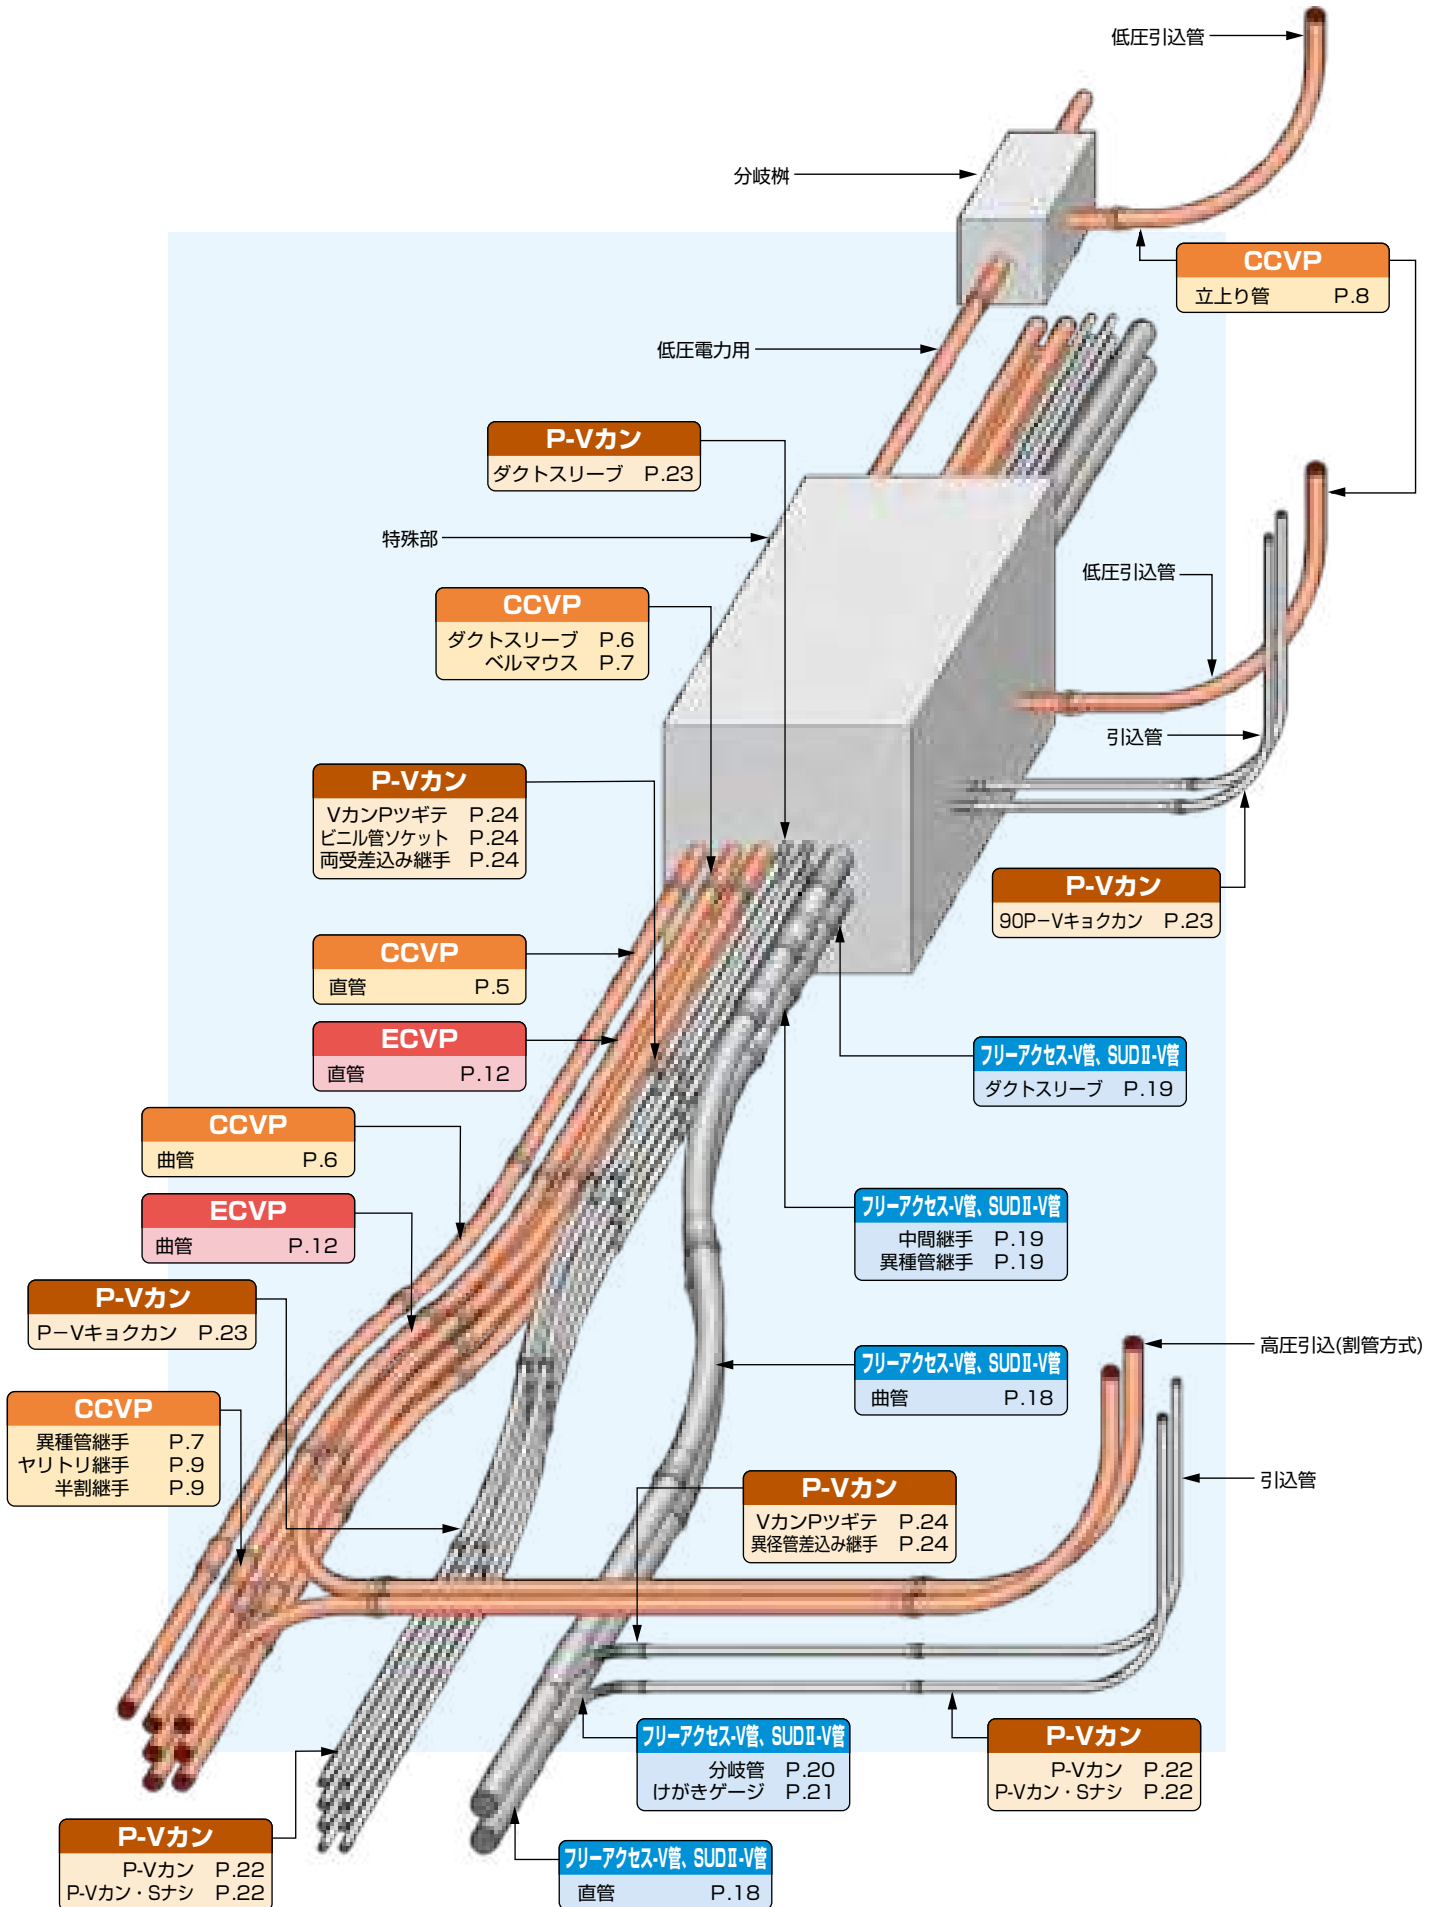 低圧引込管
分岐桝
CCVP
立上り管 P.8
低圧電力用
P-Vカン
ダクトスリーブ P.23
特殊部
低圧引込管
CCVP
ダクトスリーブ P.6
ベルマウス P.7
引込管
P-Vカン
VカンPツギテ P.24
ビニル管ソケット P.24
両受差込み継手 P.24
P-Vカン
90P−Vキョクカン P.23
CCVP
直管 P.5
ECVP
直管 P.12
フリーアクセス-V管、SUDⅡ-V管
ダクトスリーブ P.19
CCVP
曲管 P.6
ECVP
曲管 P.12
フリーアクセス-V管、SUDⅡ-V管
中間継手 P.19
異種管継手 P.19
P-Vカン
P−Vキョクカン P.23
高圧引込(割管方式)
フリーアクセス-V管、SUDⅡ-V管
曲管 P.18
CCVP
異種管継手 P.7
ヤリトリ継手 P.9
半割継手 P.9
P-Vカン
VカンPツギテ P.24
異径管差込み継手 P.24
引込管
フリーアクセス-V管、SUDⅡ-V管
分岐管 P.20
けがきゲージ P.21
P-Vカン
P-Vカン P.22
P-Vカン・Sナシ P.22
P-Vカン
P-Vカン P.22
P-Vカン・Sナシ P.22
フリーアクセス-V管、SUDⅡ-V管
直管 P.18